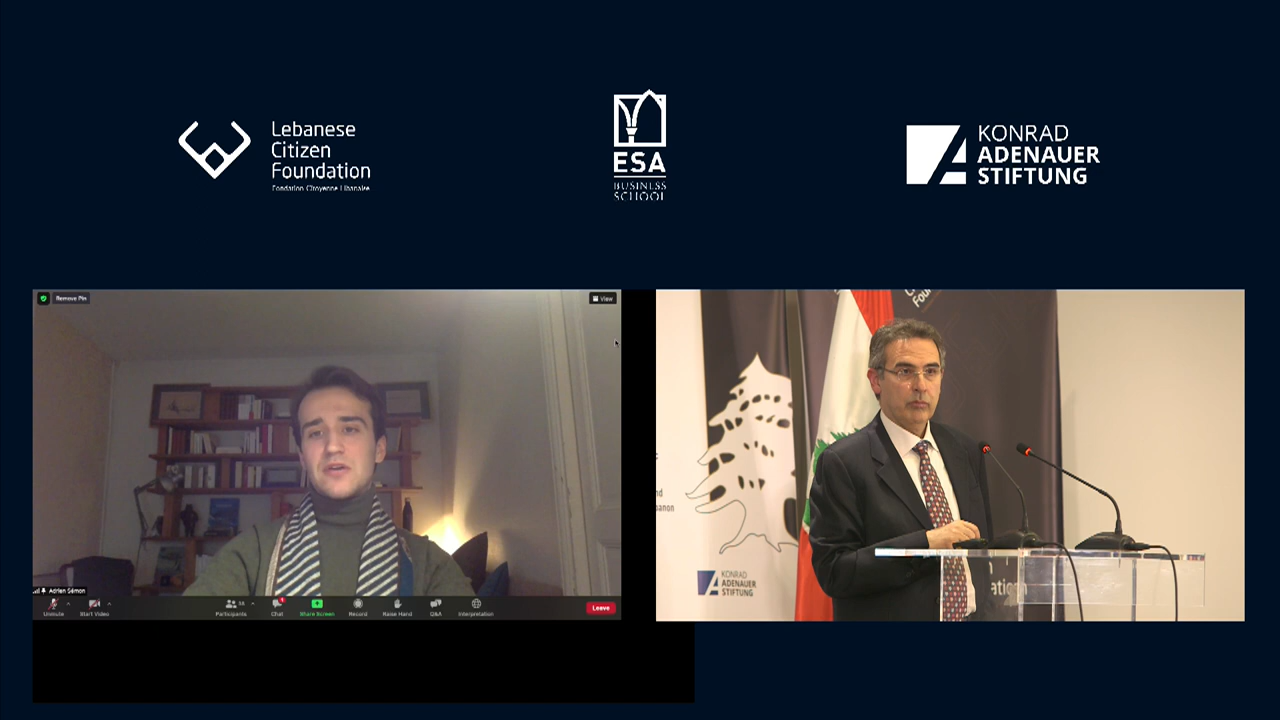 Lebanese
Citizen
Foundation
Fondation Citoyenne Libanaise
ESA
BUSINESS
SCHOOL
KONRAD
ADENAUER
STIFTUNG
Remove Pin
View
Adrien Sémon
Unmute
Start Video
Participants
Chat
Share Screen
Record
Raise Hand
Q&A
Interpretation
Leave
KONRAD
ADENAUER
STIFTUNG